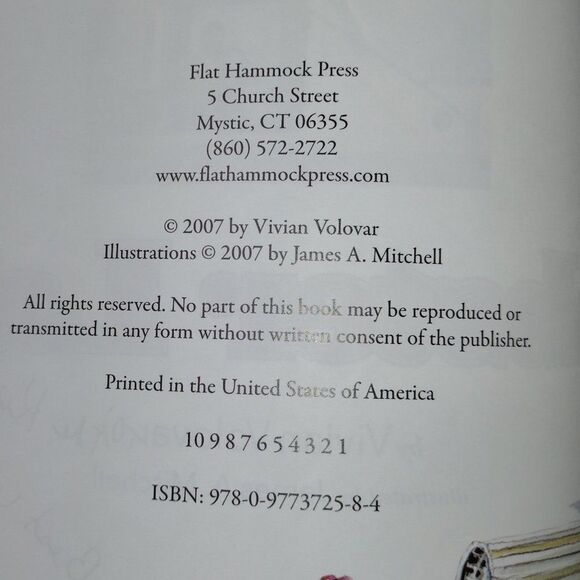 Flat Hammock Press
5 Church Street
Mystic, CT 06355
(860) 572-2722
www.flathammockpress.com
© 2007 by Vivian Volovar
Illustrations © 2007 by James A. Mitchell
All rights reserved. No part of this book may be reproduced or
transmitted in any form without written consent of the publisher.
Printed in the United States of America
10 9 8 7 6 5 4 3 2 1
ISBN: 978-0-9773725-8-4